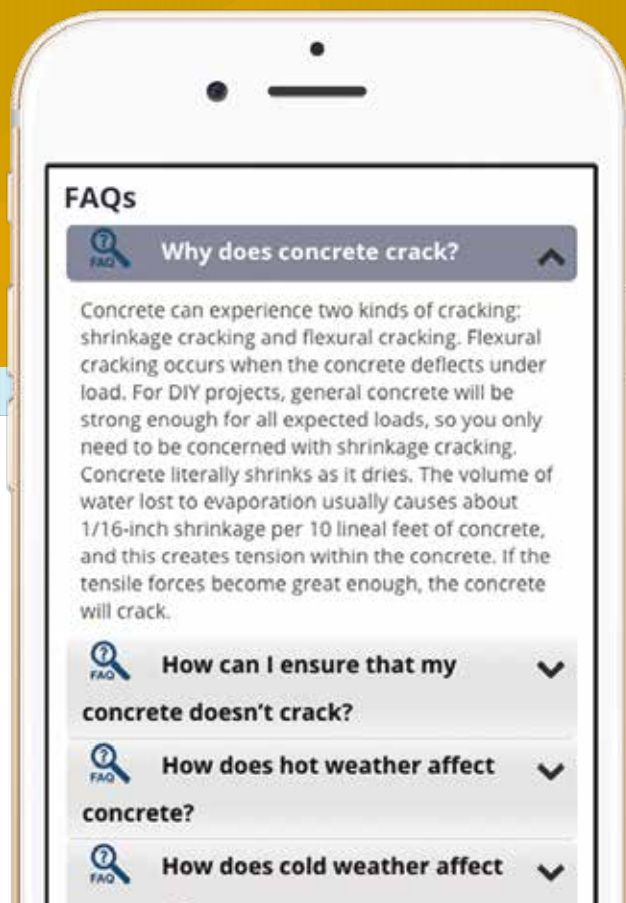 FAQs
FAQ
Why does concrete crack?
Concrete can experience two kinds of cracking:
shrinkage cracking and flexural cracking. Flexural
cracking occurs when the concrete deflects under
load. For DIY projects, general concrete will be
strong enough for all expected loads, so you only
need to be concerned with shrinkage cracking.
Concrete literally shrinks as it dries. The volume of
water lost to evaporation usually causes about
1/16-inch shrinkage per 10 lineal feet of concrete,
and this creates tension within the concrete. If the
tensile forces become great enough, the concrete
will crack.
? FAQ
How can I ensure that my
concrete doesn't crack?
? FAQ
How does hot weather affect
concrete?
? FAQ
How does cold weather affect